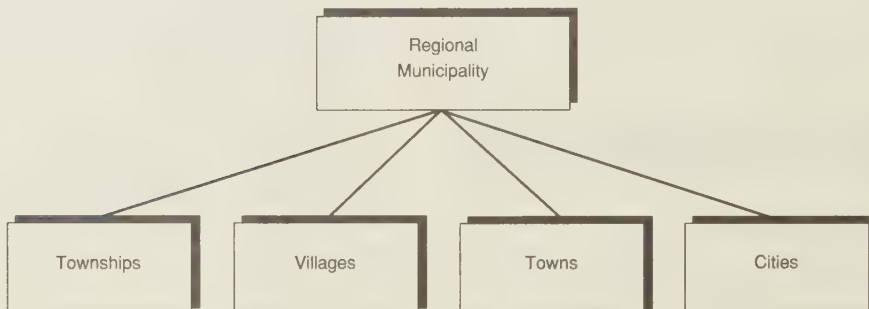 Regional
Municipality
Townships
Villages
Towns
Cities